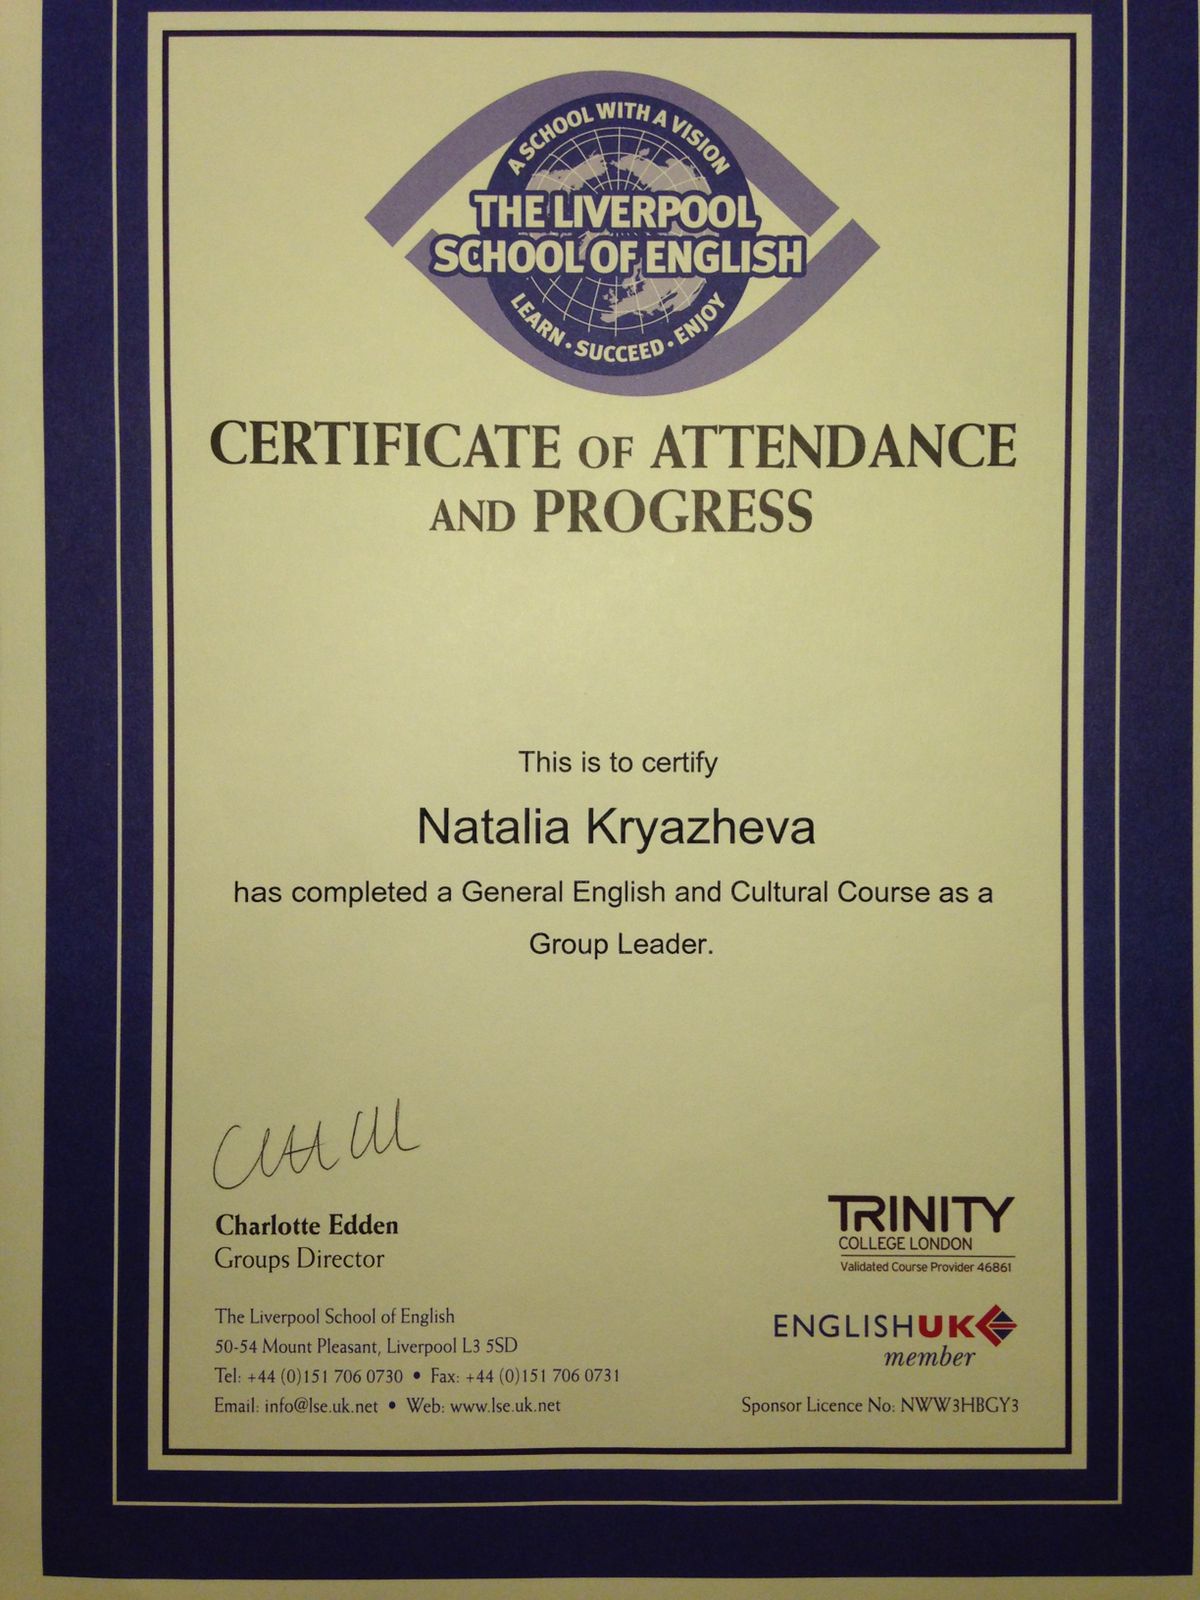 A SCHOOL WITH A VISION
THE LIVERPOOL
SCHOOL OF ENGLISH
LEARN • SUCCEED • ENJOY
CERTIFICATE OF ATTENDANCE
AND PROGRESS
This is to certify
Natalia Kryazheva
has completed a General English and Cultural Course as a
Group Leader.
Charlotte Edden
Groups Director
The Liverpool School of English
50-54 Mount Pleasant, Liverpool L3 5SD
Tel: +44 (0)151 706 0730 • Fax: +44 (0)151 706 0731
Email: info@lse.uk.net • Web: www.lse.uk.net
TRINITY
COLLEGE LONDON
Validated Course Provider 46861
ENGLISHUK
member
Sponsor Licence No: NWW3HBGY3